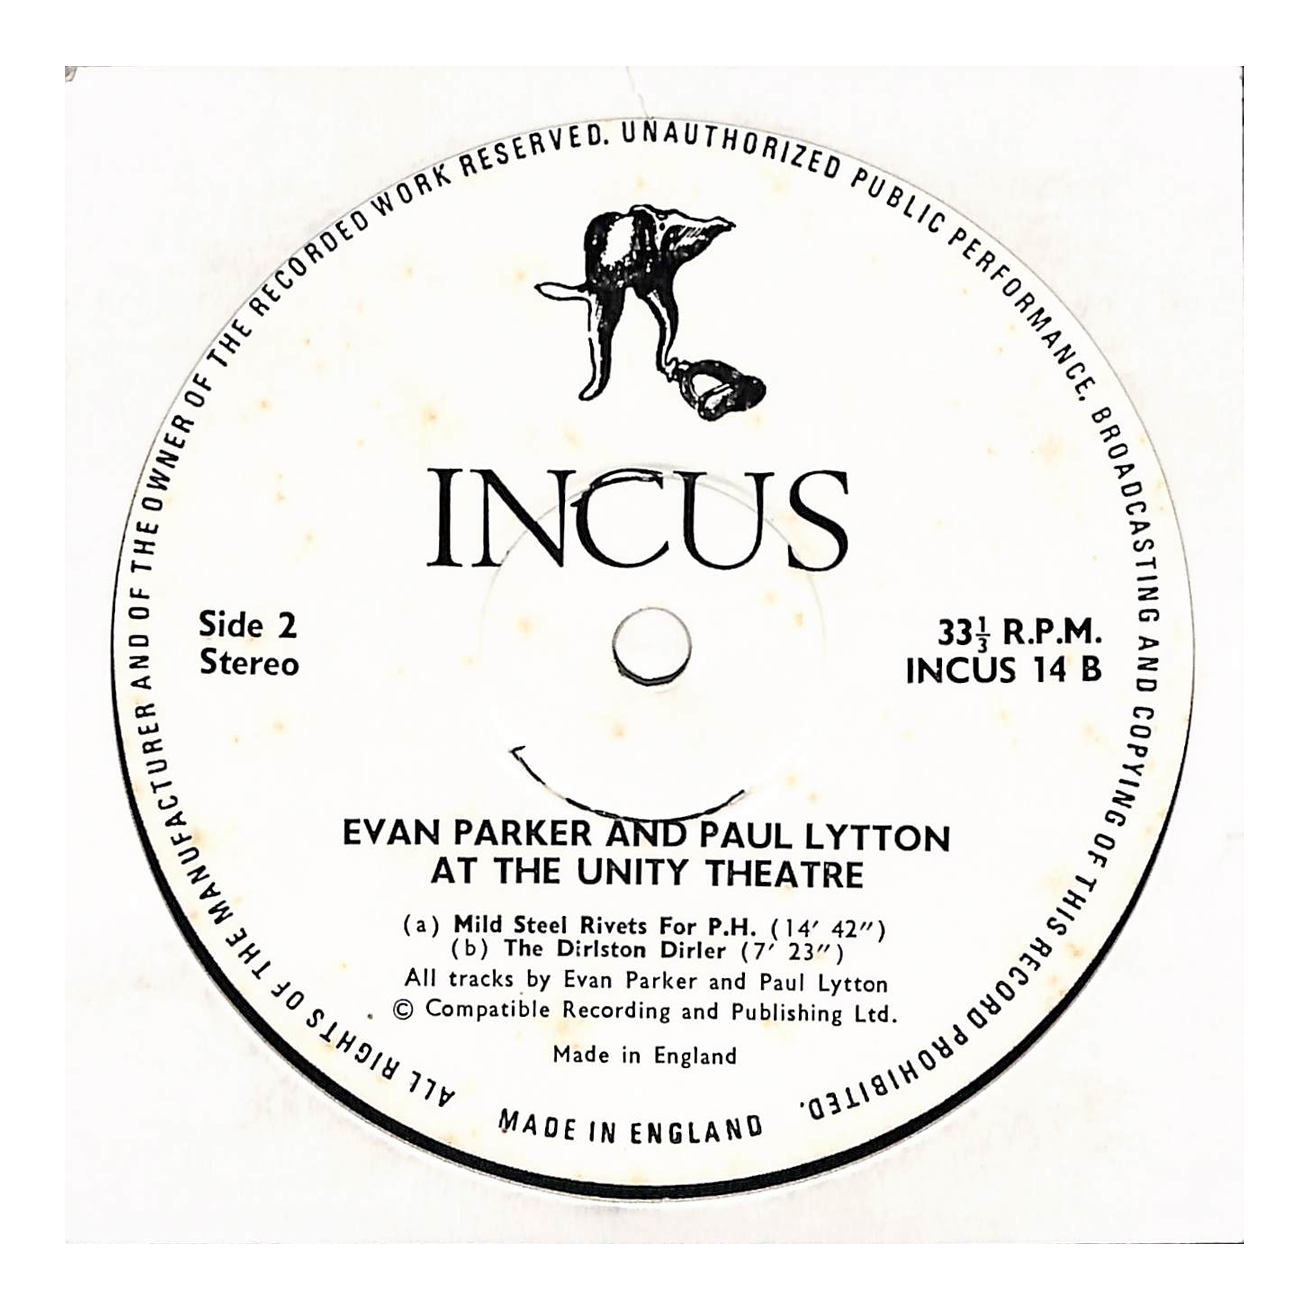 ALL RIGHTS OF THE MANUFACTURER AND OF THE OWNER OF THE RECORDED WORK RESERVED. UNAUTHORIZED PUBLIC PERFORMANCE, BROADCASTING AND COPYING OF THIS RECORD PROHIBITED.
INCUS
Side 2
Stereo
33⅓ R.P.M.
INCUS 14 B
EVAN PARKER AND PAUL LYTTON
AT THE UNITY THEATRE
(a) Mild Steel Rivets For P.H. (14′ 42″)
(b) The Dirlston Dirler (7′ 23″)
All tracks by Evan Parker and Paul Lytton
© Compatible Recording and Publishing Ltd.
Made in England
MADE IN ENGLAND